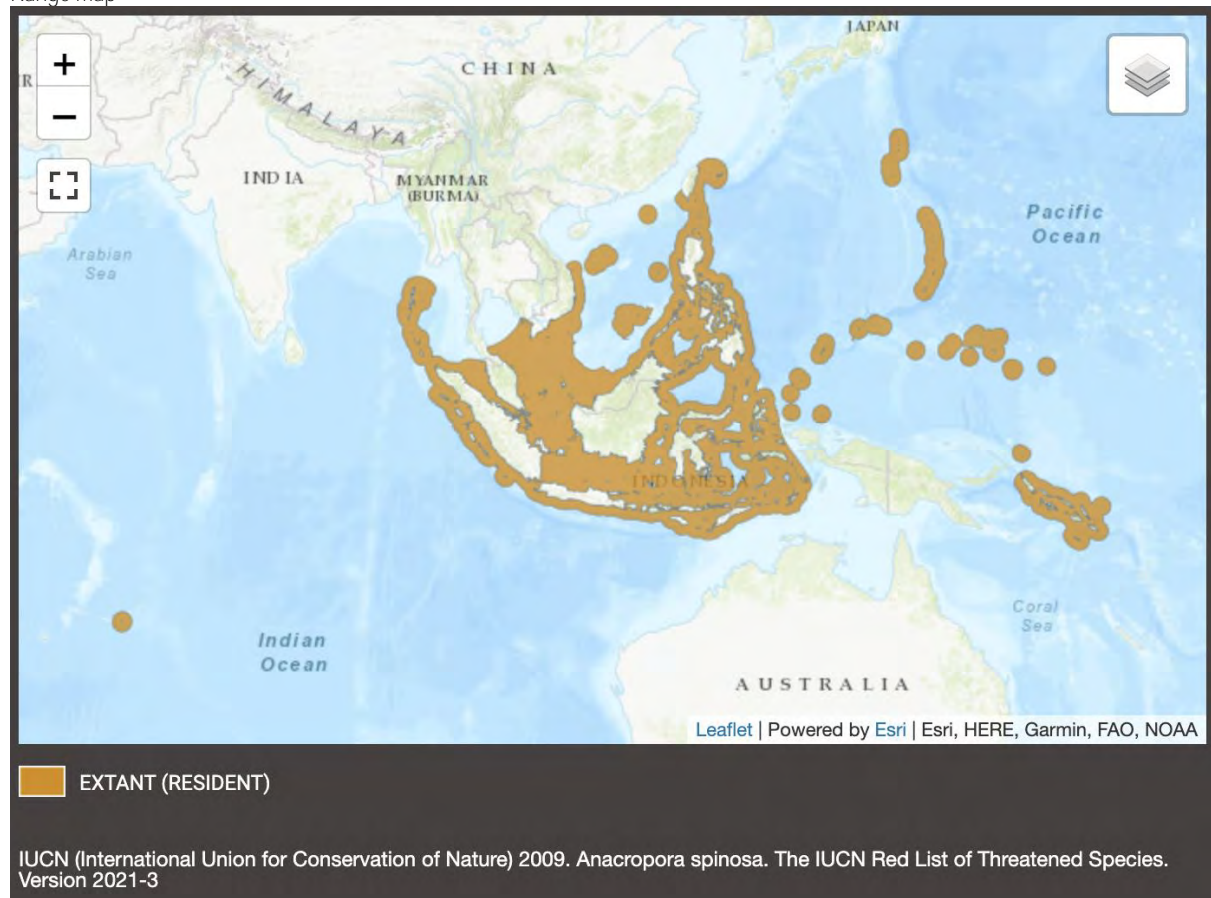 Range map
+
−
R
JAPAN
CHINA
HIMALAYA
INDIA
MYANMAR
(BURMA)
Arabian
Sea
Pacific
Ocean
INDONESIA
Indian
Ocean
Coral
Sea
AUSTRALIA
Leaflet | Powered by Esri | Esri, HERE, Garmin, FAO, NOAA
EXTANT (RESIDENT)
IUCN (International Union for Conservation of Nature) 2009. Anacropora spinosa. The IUCN Red List of Threatened Species.
Version 2021-3